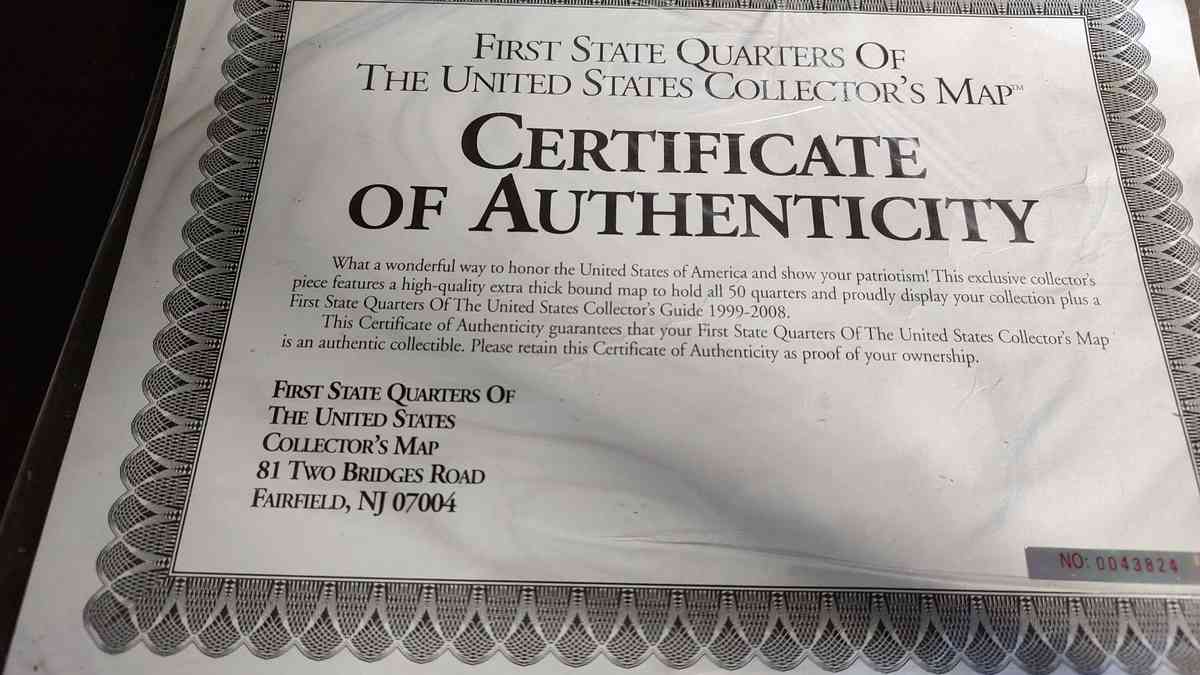 First State Quarters Of
The United States Collector's Map™
Certificate
of Authenticity
What a wonderful way to honor the United States of America and show your patriotism! This exclusive collector's
piece features a high-quality extra thick bound map to hold all 50 quarters and proudly display your collection plus a
First State Quarters Of The United States Collector's Guide 1999-2008.
This Certificate of Authenticity guarantees that your First State Quarters Of The United States Collector's Map
is an authentic collectible. Please retain this Certificate of Authenticity as proof of your ownership.
First State Quarters Of
The United States
Collector's Map
81 Two Bridges Road
Fairfield, NJ 07004
NO: 0043824